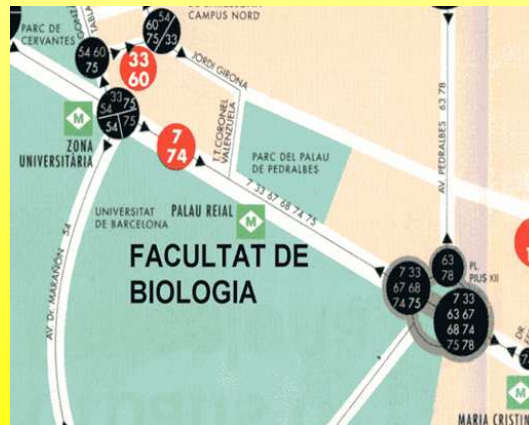 CAMPUS NORD
PARC DE
CERVANTES
60 54
75 33
54 60
75
33
60
JORDI GIRONA
33 75
54 75
54
M
ZONA
UNIVERSITÀRIA
7
74
T.T.CORONEL
VALENZUELA
PARC DEL PALAU
DE PEDRALBES
AV. PEDRALBES 63 78
7 33 67 68 74 75
UNIVERSITAT
DE BARCELONA
PALAU REIAL
M
FACULTAT DE
BIOLOGIA
AV. Dr. MARAÑÓN 54
63
78
PL.
PIUS XII
7 33
67 68
74 75
7 33
63 67
68 74
75 78
M
MARIA CRISTIN